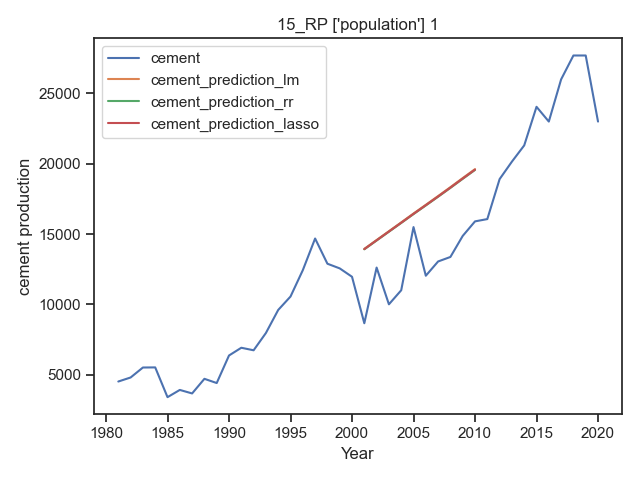 15_RP ['population'] 1
cement
cement_prediction_lm
cement_prediction_rr
cement_prediction_lasso
cement production
25000
20000
15000
10000
5000
1980 1985 1990 1995 2000 2005 2010 2015 2020
Year